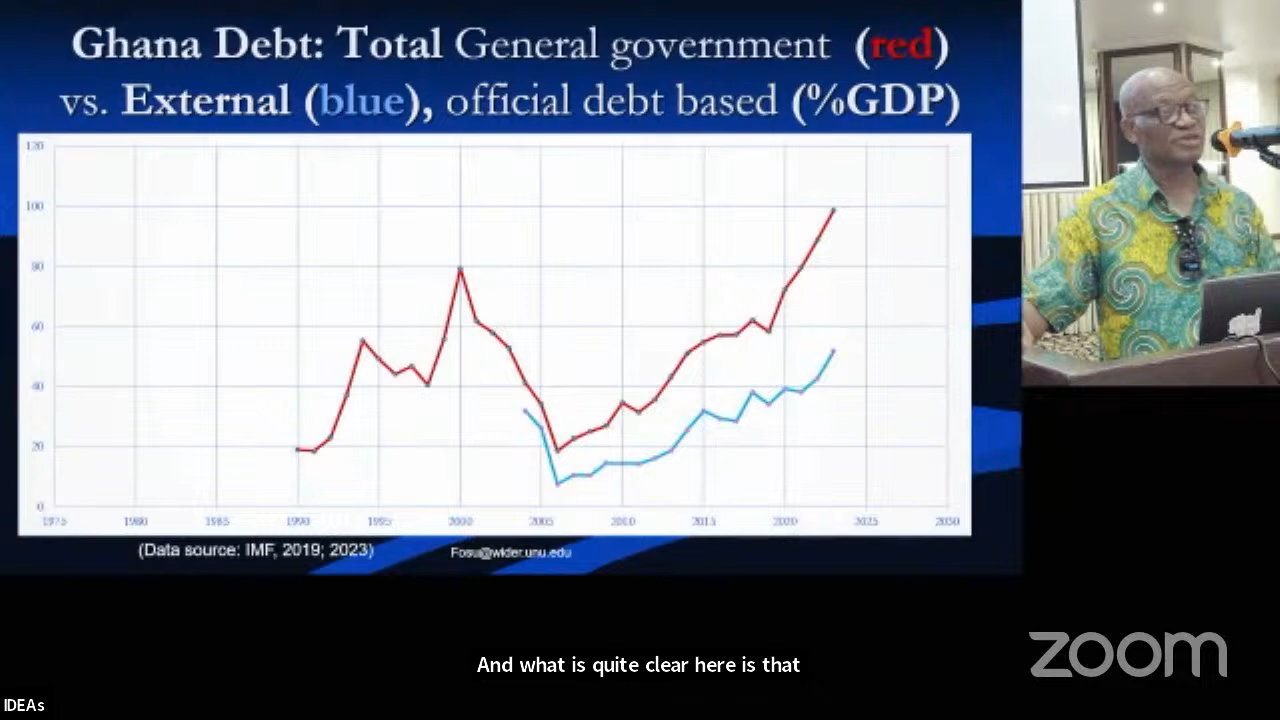 Ghana Debt: Total General government (red)
vs. External (blue), official debt based (%GDP)
120
100
80
60
40
20
0
1975 1980 1985 1990 1995 2000 2005 2010 2015 2020 2025 2030
(Data source: IMF, 2019; 2023)
Fosu@wider.unu.edu
And what is quite clear here is that
zoom
IDEAs